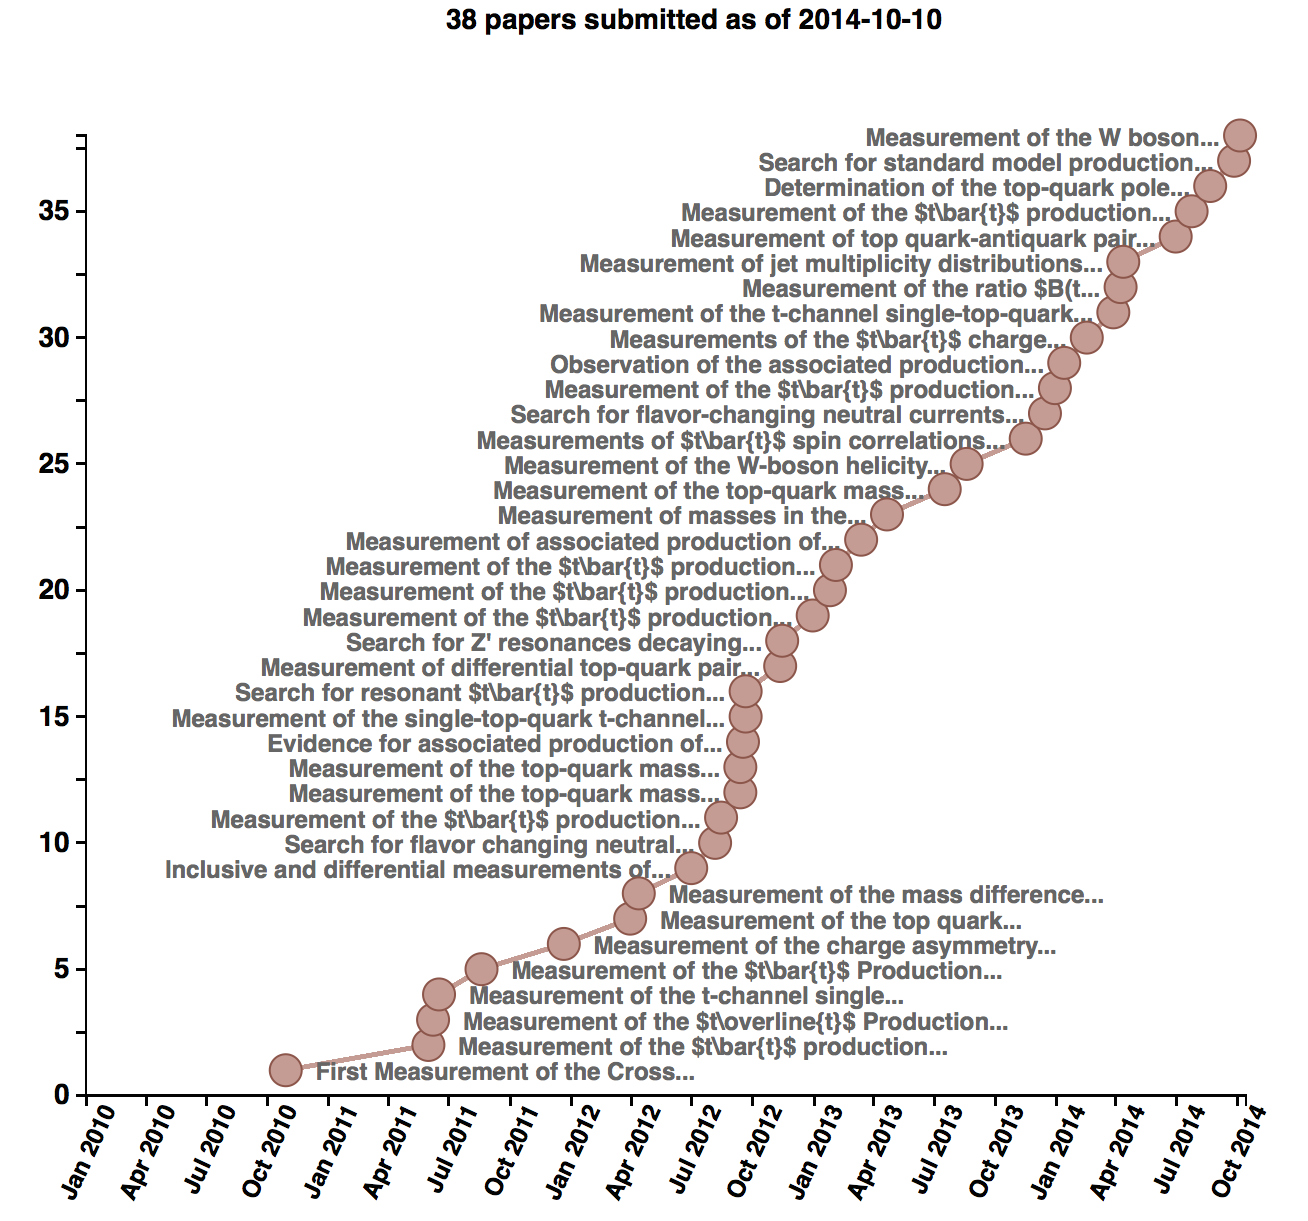 38 papers submitted as of 2014-10-10
Measurement of the W boson...
Search for standard model production...
Determination of the top-quark pole...
35
Measurement of the $t\bar{t}$ production...
Measurement of top quark-antiquark pair...
Measurement of jet multiplicity distributions...
Measurement of the ratio $B(t...
Measurement of the t-channel single-top-quark...
30
Measurements of the $t\bar{t}$ charge...
Observation of the associated production...
Measurement of the $t\bar{t}$ production...
Search for flavor-changing neutral currents...
Measurements of $t\bar{t}$ spin correlations...
25
Measurement of the W-boson helicity...
Measurement of the top-quark mass...
Measurement of masses in the...
Measurement of associated production of...
Measurement of the $t\bar{t}$ production...
20
Measurement of the $t\bar{t}$ production...
Measurement of the $t\bar{t}$ production...
Search for Z' resonances decaying...
Measurement of differential top-quark pair...
Search for resonant $t\bar{t}$ production...
15
Measurement of the single-top-quark t-channel...
Evidence for associated production of...
Measurement of the top-quark mass...
Measurement of the top-quark mass...
Measurement of the $t\bar{t}$ production...
10
Search for flavor changing neutral...
Inclusive and differential measurements of...
Measurement of the mass difference...
Measurement of the top quark...
Measurement of the charge asymmetry...
5
Measurement of the $t\bar{t}$ Production...
Measurement of the t-channel single...
Measurement of the $t\overline{t}$ Production...
Measurement of the $t\bar{t}$ production...
First Measurement of the Cross...
0
Jan 2010
Apr 2010
Jul 2010
Oct 2010
Jan 2011
Apr 2011
Jul 2011
Oct 2011
Jan 2012
Apr 2012
Jul 2012
Oct 2012
Jan 2013
Apr 2013
Jul 2013
Oct 2013
Jan 2014
Apr 2014
Jul 2014
Oct 2014